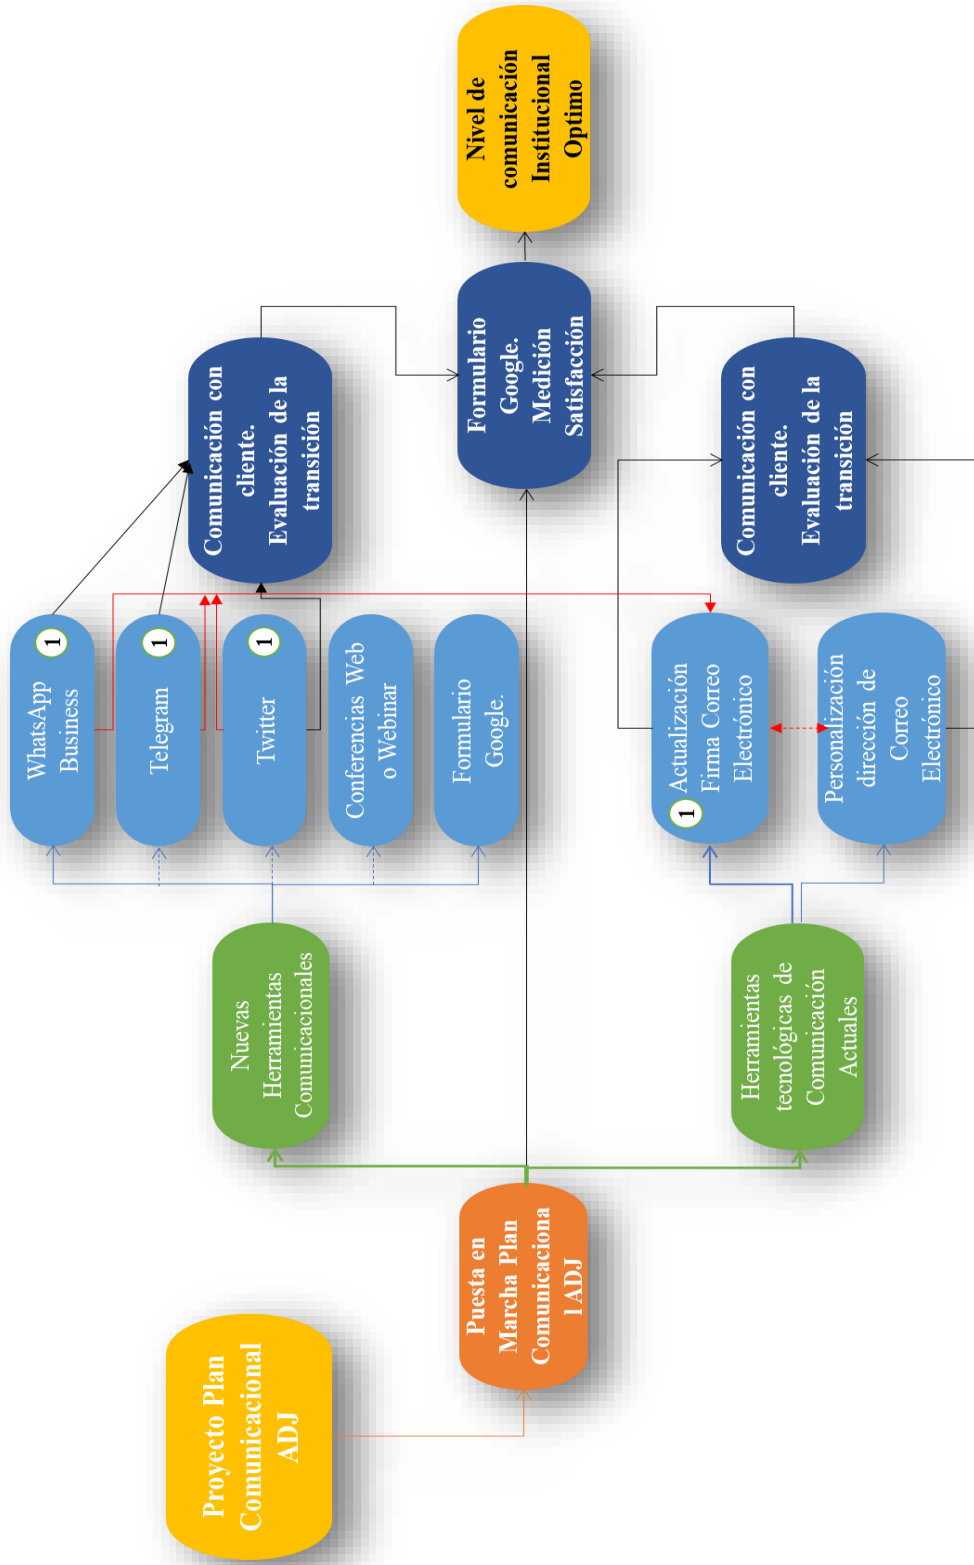 Proyecto Plan
Comunicacional
ADJ
Puesta en
Marcha Plan
Comunicaciona
l ADJ
Nuevas
Herramientas
Comunicacionales
Herramientas
tecnológicas de
Comunicación
Actuales
WhatsApp
Business
1
Telegram
1
Twitter
1
Conferencias Web
o Webinar
Formulario
Google.
1
Actualización
Firma Correo
Electrónico
Personalización
dirección de
Correo
Electrónico
Comunicación con
cliente.
Evaluación de la
transición
Formulario
Google.
Medición
Satisfacción
Comunicación con
cliente.
Evaluación de la
transición
Nivel de
comunicación
Institucional
Optimo